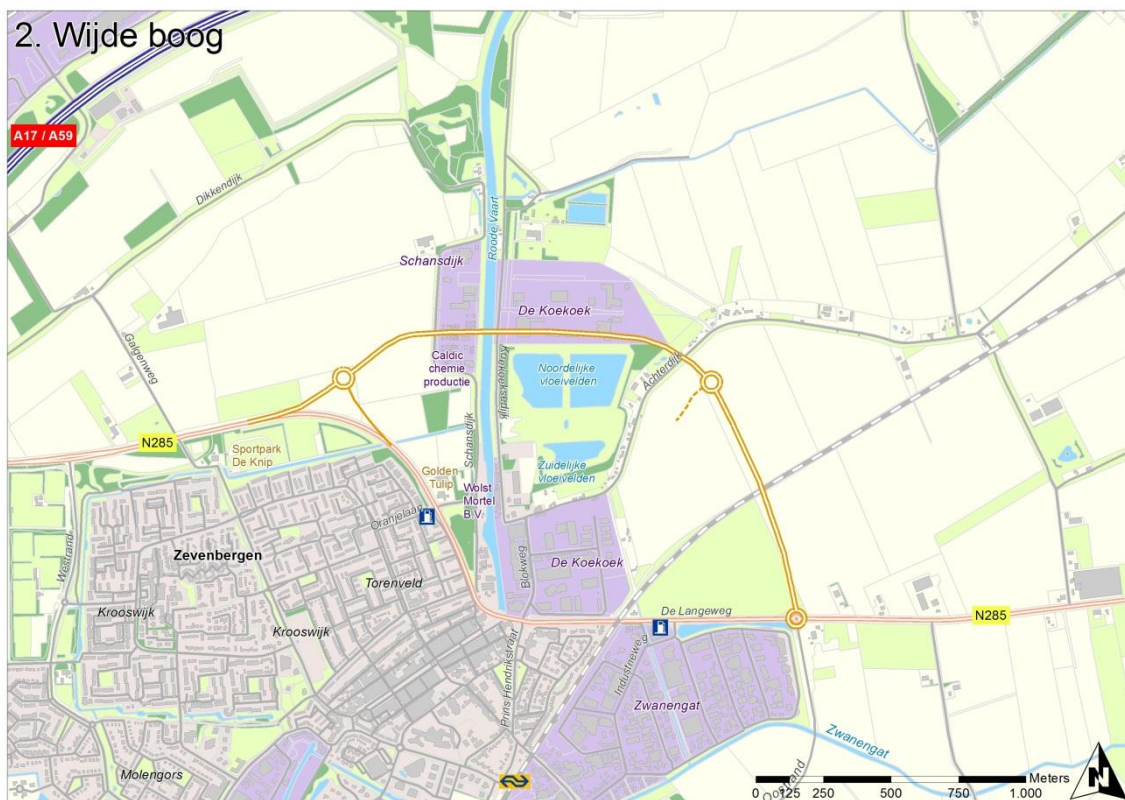 2. Wijde boog
A17 / A59
Dikkendijk
Roode Vaart
Schansdijk
De Koekoek
Galgenweg
Caldic
chemie
productie
Koekoeksedijk
Noordelijke
vloeivelden
Achterdijk
N285
Sportpark
De Knip
Schansdijk
Golden
Tulip
Zuidelijke
vloeivelden
Wolst
Mortel
B.V.
Oranjelaan
Westrand
Zevenbergen
Torenveld
Blokweg
De Koekoek
Krooswijk
Krooswijk
De Langeweg
N285
Prins Hendrikstraat
Industrieweg
Zwanengat
Zwanengat
Molengors
Meters
0 125 250 500 750 1.000
N